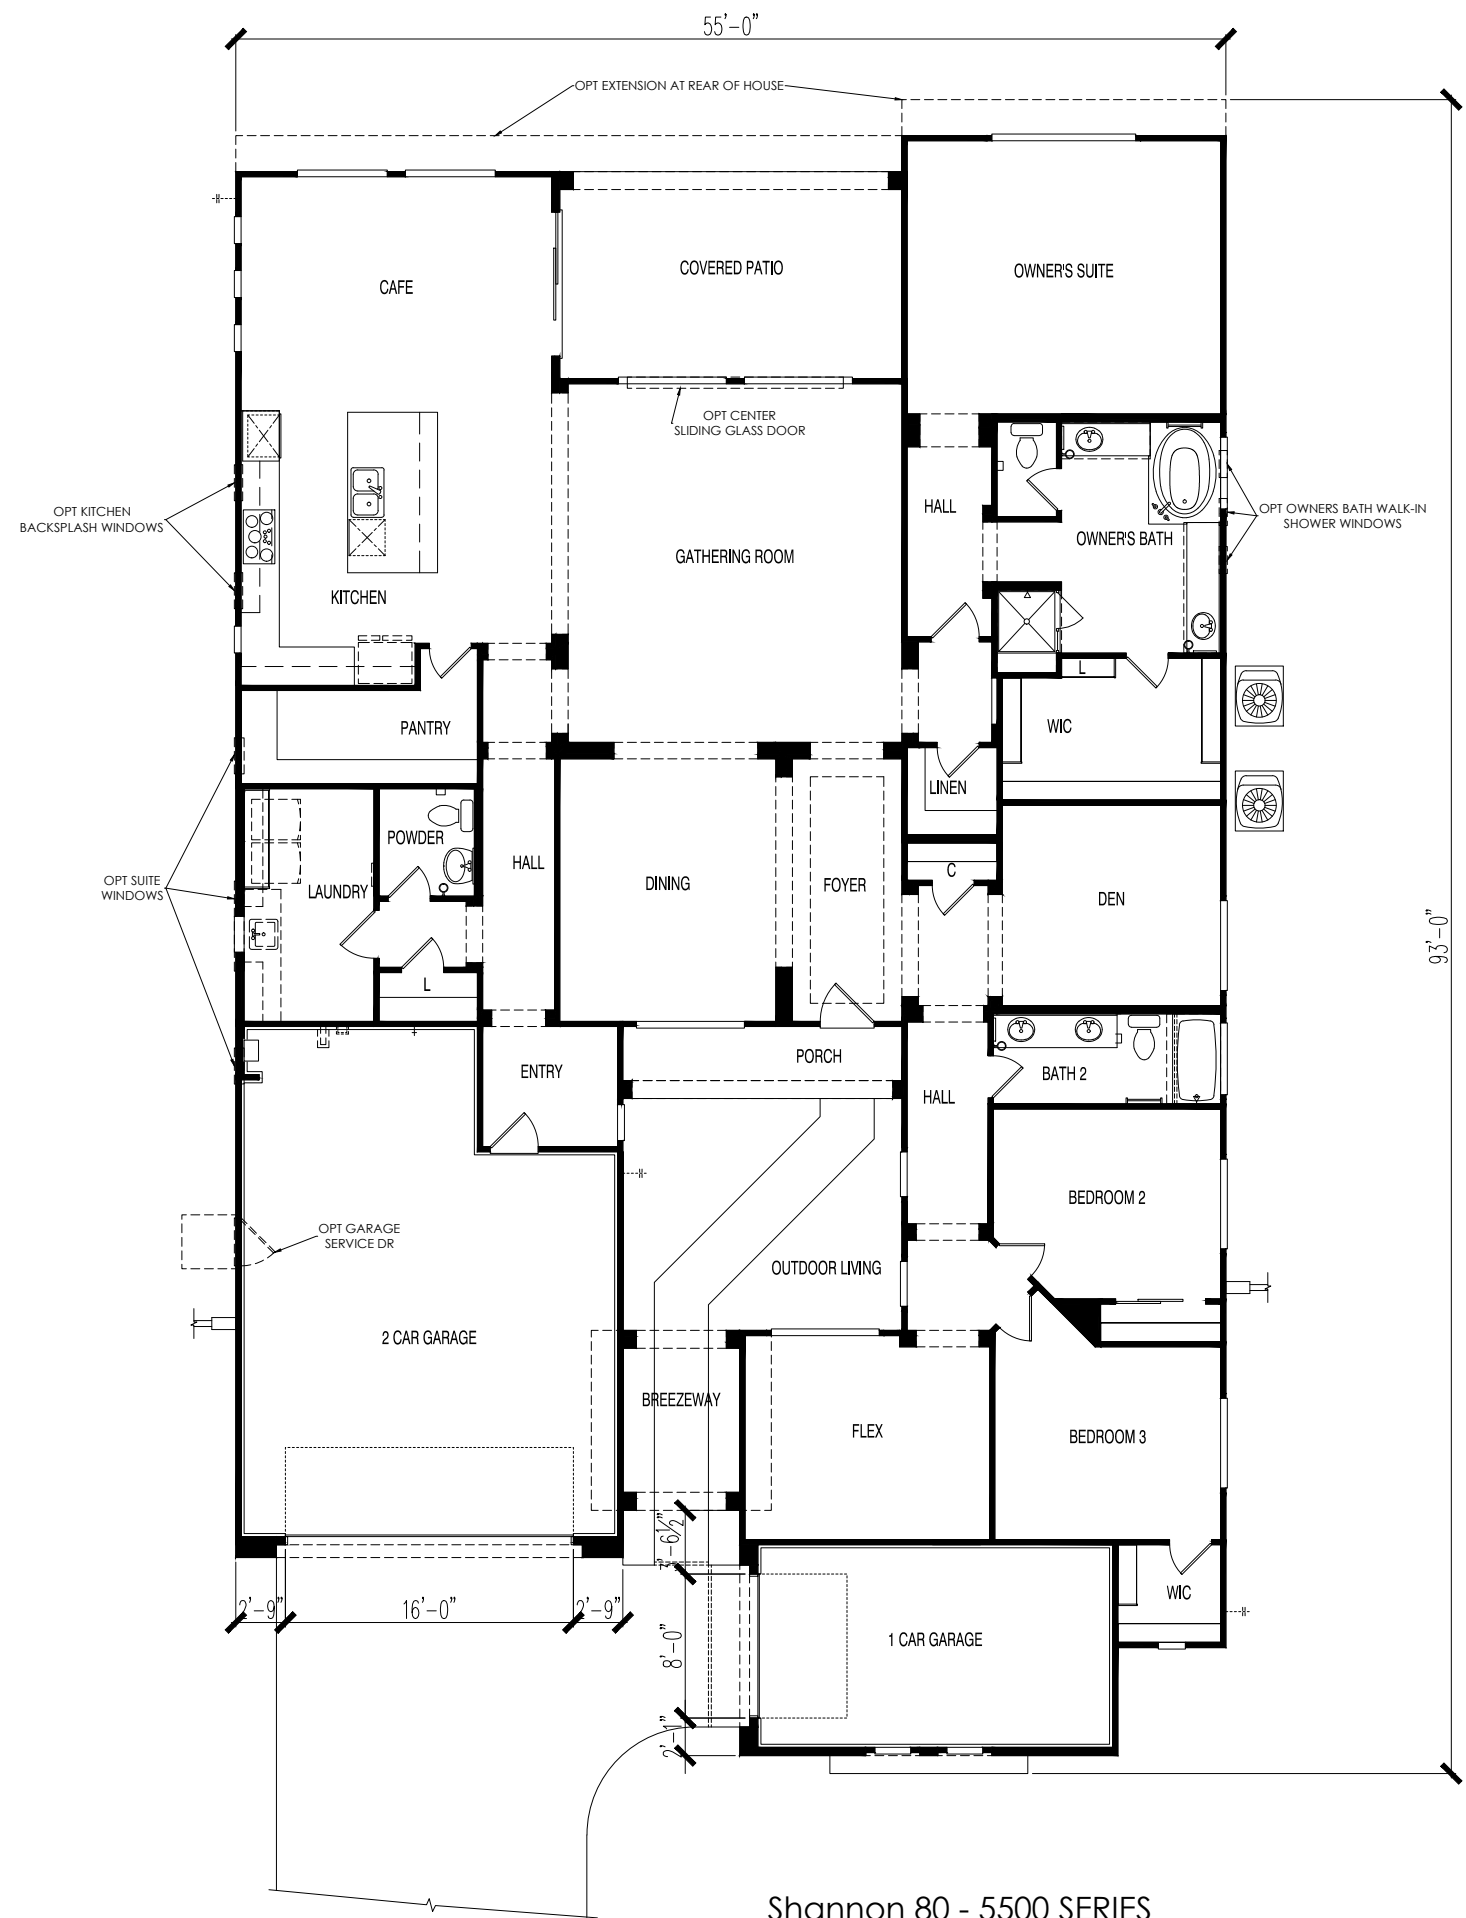 55'-0"
OPT EXTENSION AT REAR OF HOUSE
COVERED PATIO
OWNER'S SUITE
CAFE
OPT CENTER
SLIDING GLASS DOOR
OPT KITCHEN
BACKSPLASH WINDOWS
HALL
OPT OWNERS BATH WALK-IN
SHOWER WINDOWS
OWNER'S BATH
GATHERING ROOM
KITCHEN
L
PANTRY
WIC
LINEN
POWDER
HALL
LAUNDRY
DINING
FOYER
C
DEN
OPT SUITE
WINDOWS
93'-0"
L
PORCH
ENTRY
BATH 2
HALL
BEDROOM 2
OPT GARAGE
SERVICE DR
OUTDOOR LIVING
2 CAR GARAGE
BREEZEWAY
FLEX
BEDROOM 3
2'-9"
16'-0"
2'-9"
8'-0"
2'-1"
WIC
1 CAR GARAGE
Shannon 80 - 5500 SERIES